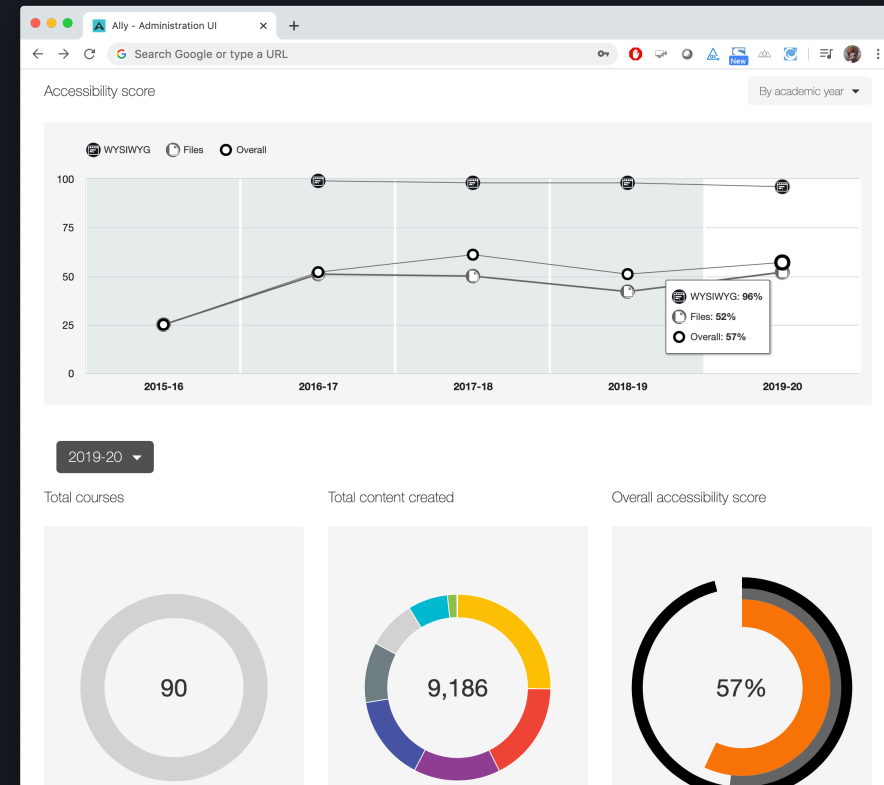 Ally - Administration UI
Search Google or type a URL
New
Accessibility score
By academic year
WYSIWYG Files Overall
100
75
50
25
0
WYSIWYG: 96%
Files: 52%
Overall: 57%
2015-16 2016-17 2017-18 2018-19 2019-20
2019-20
Total courses
Total content created
Overall accessibility score
90
9,186
57%